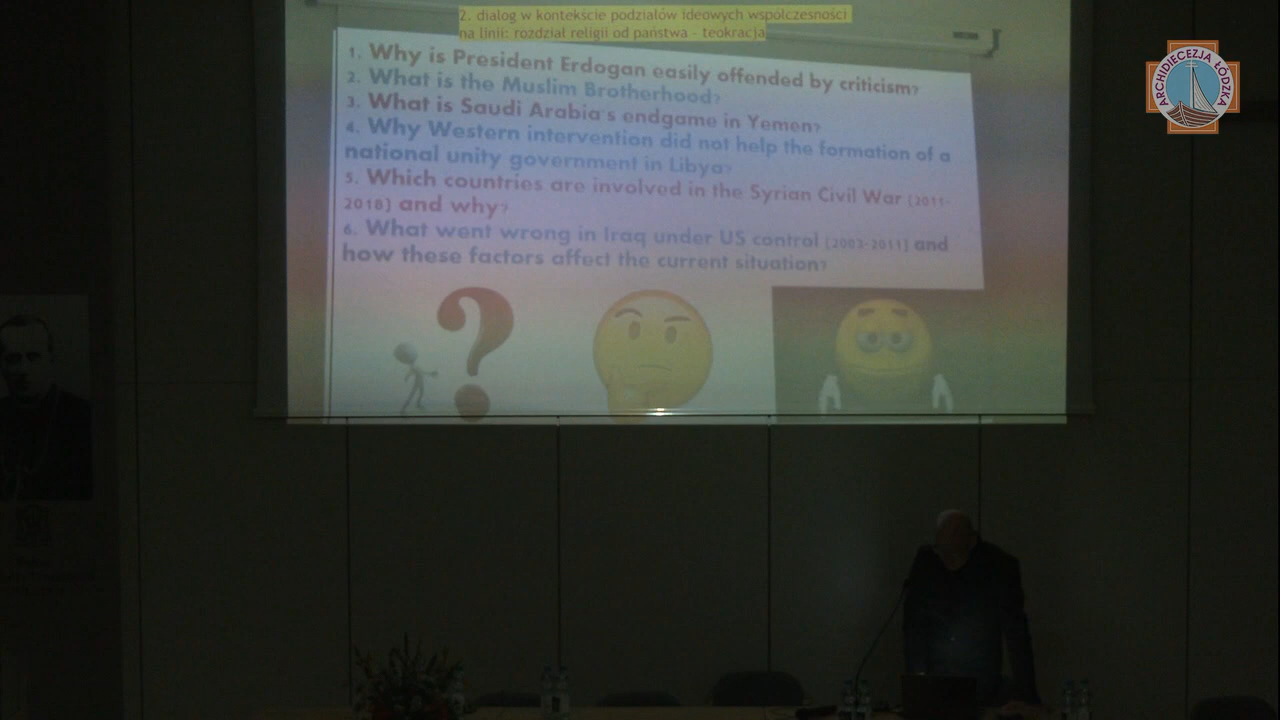 2. dialog w kontekście podziałów ideowych współczesności
na linii: rozdział religii od państwa - teokracja
1. Why is President Erdogan easily offended by criticism?
2. What is the Muslim Brotherhood?
3. What is Saudi Arabia's endgame in Yemen?
4. Why Western intervention did not help the formation of a
national unity government in Libya?
5. Which countries are involved in the Syrian Civil War (2011-
2018) and why?
6. What went wrong in Iraq under US control (2003-2011) and
how these factors affect the current situation?
ARCHIDIECEZJA ŁÓDZKA